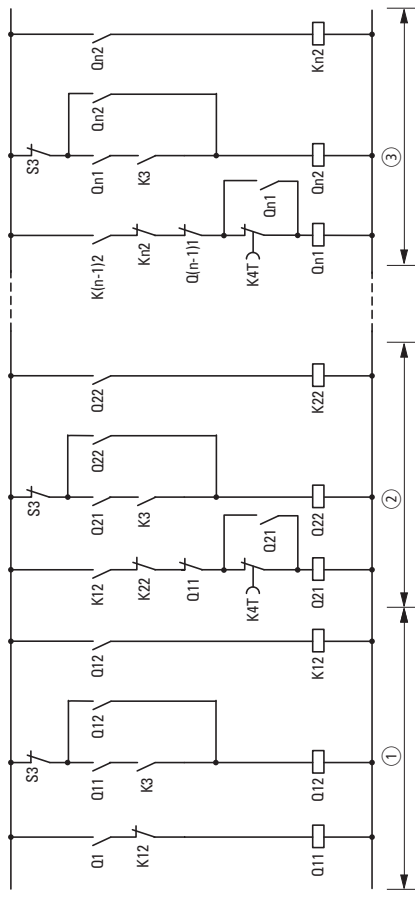 S3 S3 S3
Q1 Q11 Q12 Q12 K12 Q21 Q22 Q22 K(n-1)2 Qn1 Qn2 Qn2
K12 K3 K22 K3 Kn2 K3
Q11 Q(n-1)1
K4T Q21 K4T Qn1
Q11 Q12 K12 Q21 Q22 K22 Qn1 Qn2 Kn2
① ② ③